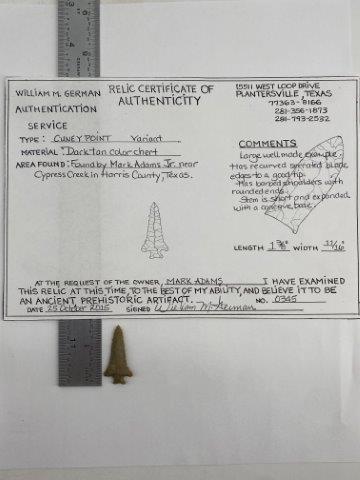 WILLIAM M. GERMAN
AUTHENTICATION
SERVICE
RELIC CERTIFICATE OF
AUTHENTICITY
15511 WEST LOOP DRIVE
PLANTERSVILLE, TEXAS
77363-8166
281-356-1873
281-793-2532
TYPE: CUNEY POINT Variant
MATERIAL: Dark tan color chert
AREA FOUND: Found by Mark Adams Jr. near
Cypress Creek in Harris County, Texas.
COMMENTS
Large well made example.
Has recurved serrated blade
edges to a good tip.
Has barbed shoulders with
rounded ends.
Stem is short and expanded
with a concave base.
LENGTH 1 3/8" WIDTH 11/16"
AT THE REQUEST OF THE OWNER, MARK ADAMS I HAVE EXAMINED
THIS RELIC AT THIS TIME, TO THE BEST OF MY ABILITY, AND BELIEVE IT TO BE
AN ANCIENT PREHISTORIC ARTIFACT. NO. 0345
DATE 25 October 2015 SIGNED William M. German